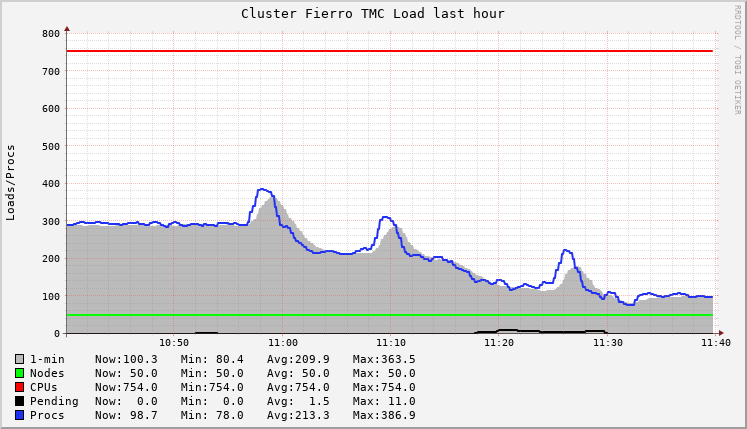 Cluster Fierro TMC Load last hour
RRDTOOL / TOBI OETIKER
Loads/Procs
800
700
600
500
400
300
200
100
0
10:50 11:00 11:10 11:20 11:30 11:40
1-min Now:100.3 Min: 80.4 Avg:209.9 Max:363.5
Nodes Now: 50.0 Min: 50.0 Avg: 50.0 Max: 50.0
CPUs Now:754.0 Min:754.0 Avg:754.0 Max:754.0
Pending Now: 0.0 Min: 0.0 Avg: 1.5 Max: 11.0
Procs Now: 98.7 Min: 78.0 Avg:213.3 Max:386.9